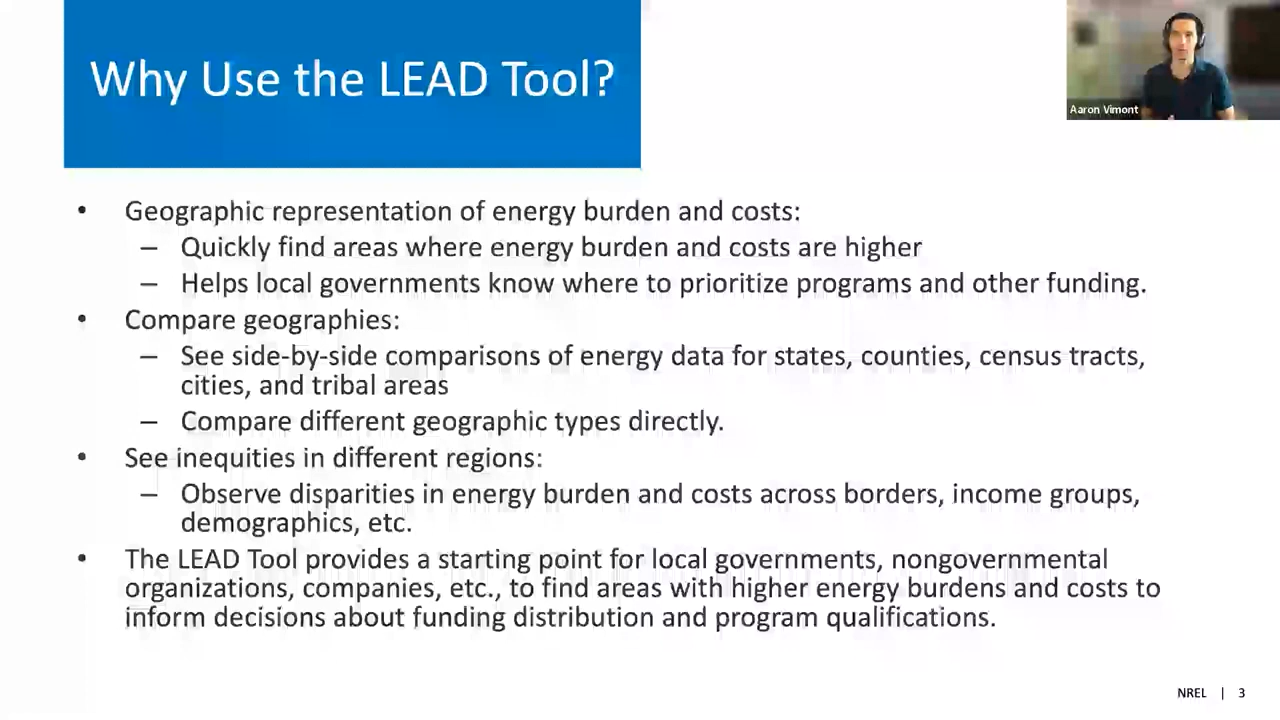 Why Use the LEAD Tool?
Aaron Vimont
• Geographic representation of energy burden and costs:
– Quickly find areas where energy burden and costs are higher
– Helps local governments know where to prioritize programs and other funding.
• Compare geographies:
– See side-by-side comparisons of energy data for states, counties, census tracts,
cities, and tribal areas
– Compare different geographic types directly.
• See inequities in different regions:
– Observe disparities in energy burden and costs across borders, income groups,
demographics, etc.
• The LEAD Tool provides a starting point for local governments, nongovernmental
organizations, companies, etc., to find areas with higher energy burdens and costs to
inform decisions about funding distribution and program qualifications.
NREL | 3